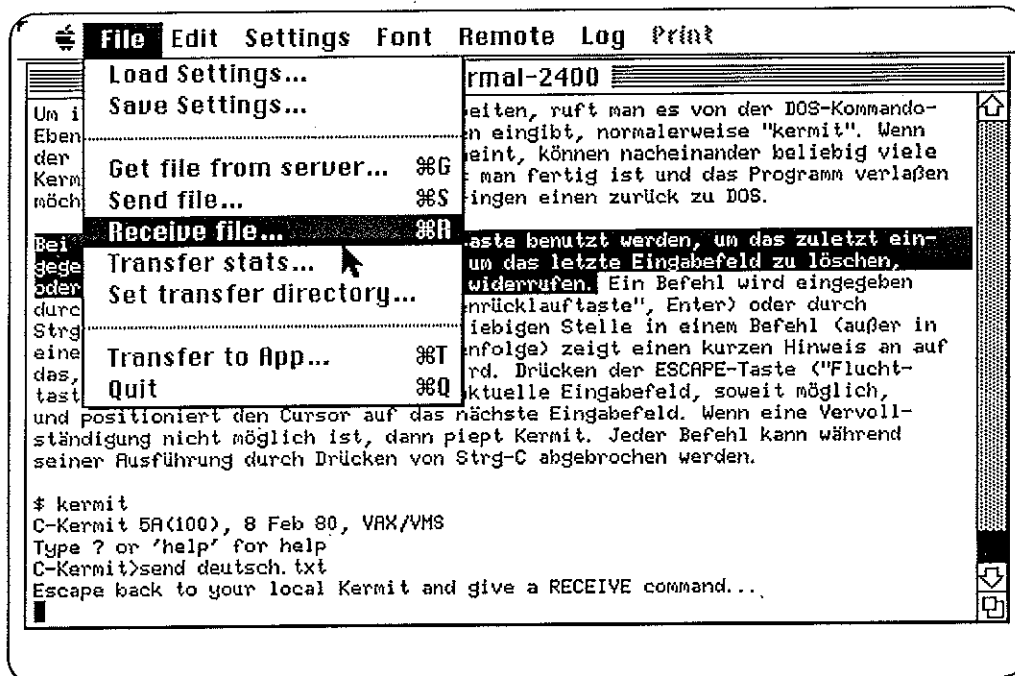 File Edit Settings Font Remote Log Print
rmal-2400
Load Settings...
Save Settings...
Get file from server... ⌘G
Send file... ⌘S
Receive file... ⌘R
Transfer stats...
Set transfer directory...
Transfer to App... ⌘T
Quit ⌘Q
Um i eiten, ruft man es von der DOS-Kommando-
Eben n eingibt, normalerweise "kermit". Wenn
der eint, können nacheinander beliebig viele
Kerm t man fertig ist und das Programm verlaßen
möch ingen einen zurück zu DOS.
Bei aste benutzt werden, um das zuletzt ein-
gege um das letzte Eingabefeld zu löschen,
oder widerrufen. Ein Befehl wird eingegeben
durc nrücklauftaste", Enter) oder durch
Strg iebigen Stelle in einem Befehl (außer in
eine nfolge) zeigt einen kurzen Hinweis an auf
das, rd. Drücken der ESCAPE-Taste ("Flucht-
tast ktuelle Eingabefeld, soweit möglich,
und positioniert den Cursor auf das nächste Eingabefeld. Wenn eine Vervoll-
ständigung nicht möglich ist, dann piept Kermit. Jeder Befehl kann während
seiner Ausführung durch Drücken von Strg-C abgebrochen werden.
$ kermit
C-Kermit 5A(100), 8 Feb 80, VAX/VMS
Type ? or 'help' for help
C-Kermit>send deutsch.txt
Escape back to your local Kermit and give a RECEIVE command...